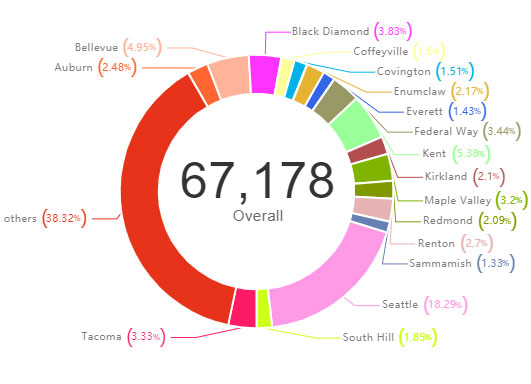 Black Diamond (3.83%)
Bellevue (4.95%)
Coffeyville (1.6%)
Auburn (2.48%)
Covington (1.51%)
Enumclaw (2.17%)
Everett (1.43%)
Federal Way (3.44%)
Kent (5.38%)
Kirkland (2.1%)
67,178
Overall
Maple Valley (3.2%)
others (38.32%)
Redmond (2.09%)
Renton (2.7%)
Sammamish (1.33%)
Seattle (18.29%)
Tacoma (3.33%)
South Hill (1.85%)